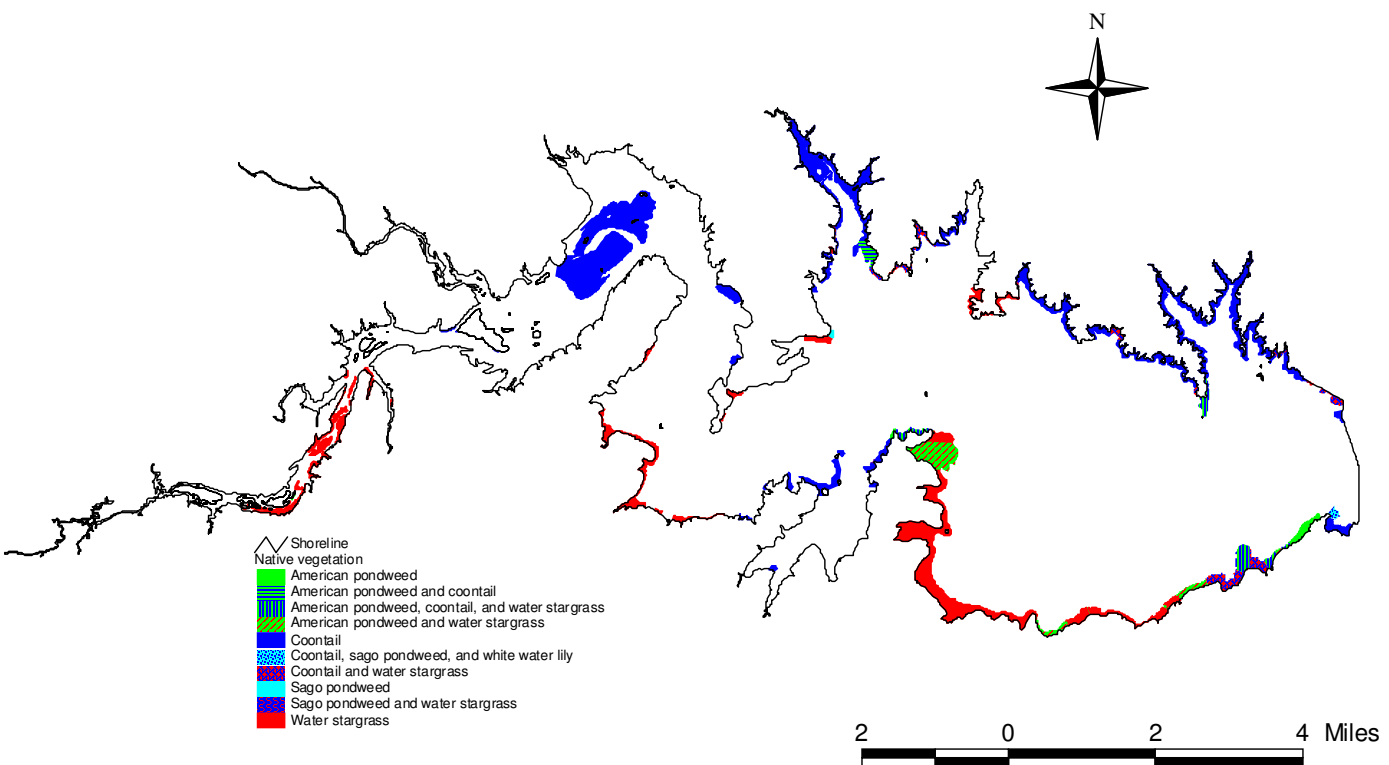 N
Shoreline
Native vegetation
American pondweed
American pondweed and coontail
American pondweed, coontail, and water stargrass
American pondweed and water stargrass
Coontail
Coontail, sago pondweed, and white water lily
Coontail and water stargrass
Sago pondweed
Sago pondweed and water stargrass
Water stargrass
2 0 2 4 Miles